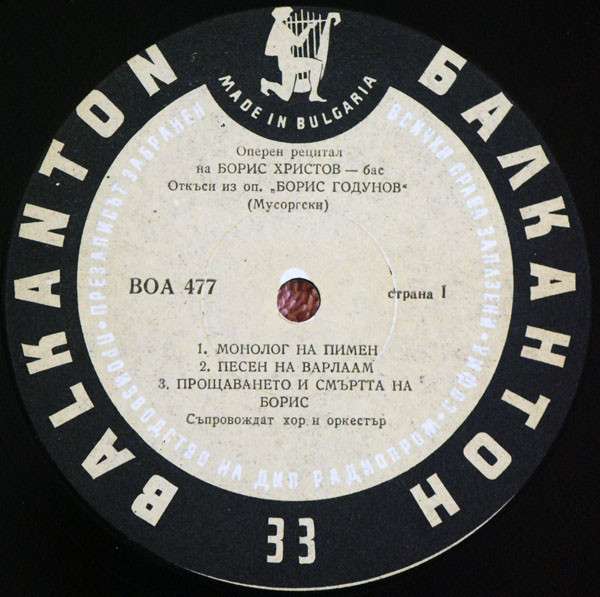 BALKANTON
БАЛКАНТОН
MADE IN BULGARIA
ПРОИЗВОДСТВО НА ДИП РАДИОПРОМ • СОФИЯ •
ПРЕЗАПИСЪТ ЗАБРАНЕН
ВСИЧКИ ПРАВА ЗАПАЗЕНИ
Оперен рецитал
на БОРИС ХРИСТОВ — бас
Откъси из оп. „БОРИС ГОДУНОВ“
(Мусоргски)
ВОА 477
страна I
1. МОНОЛОГ НА ПИМЕН
2. ПЕСЕН НА ВАРЛААМ
3. ПРОЩАВАНЕТО И СМЪРТТА НА
БОРИС
Съпровождат хор и оркестър
33